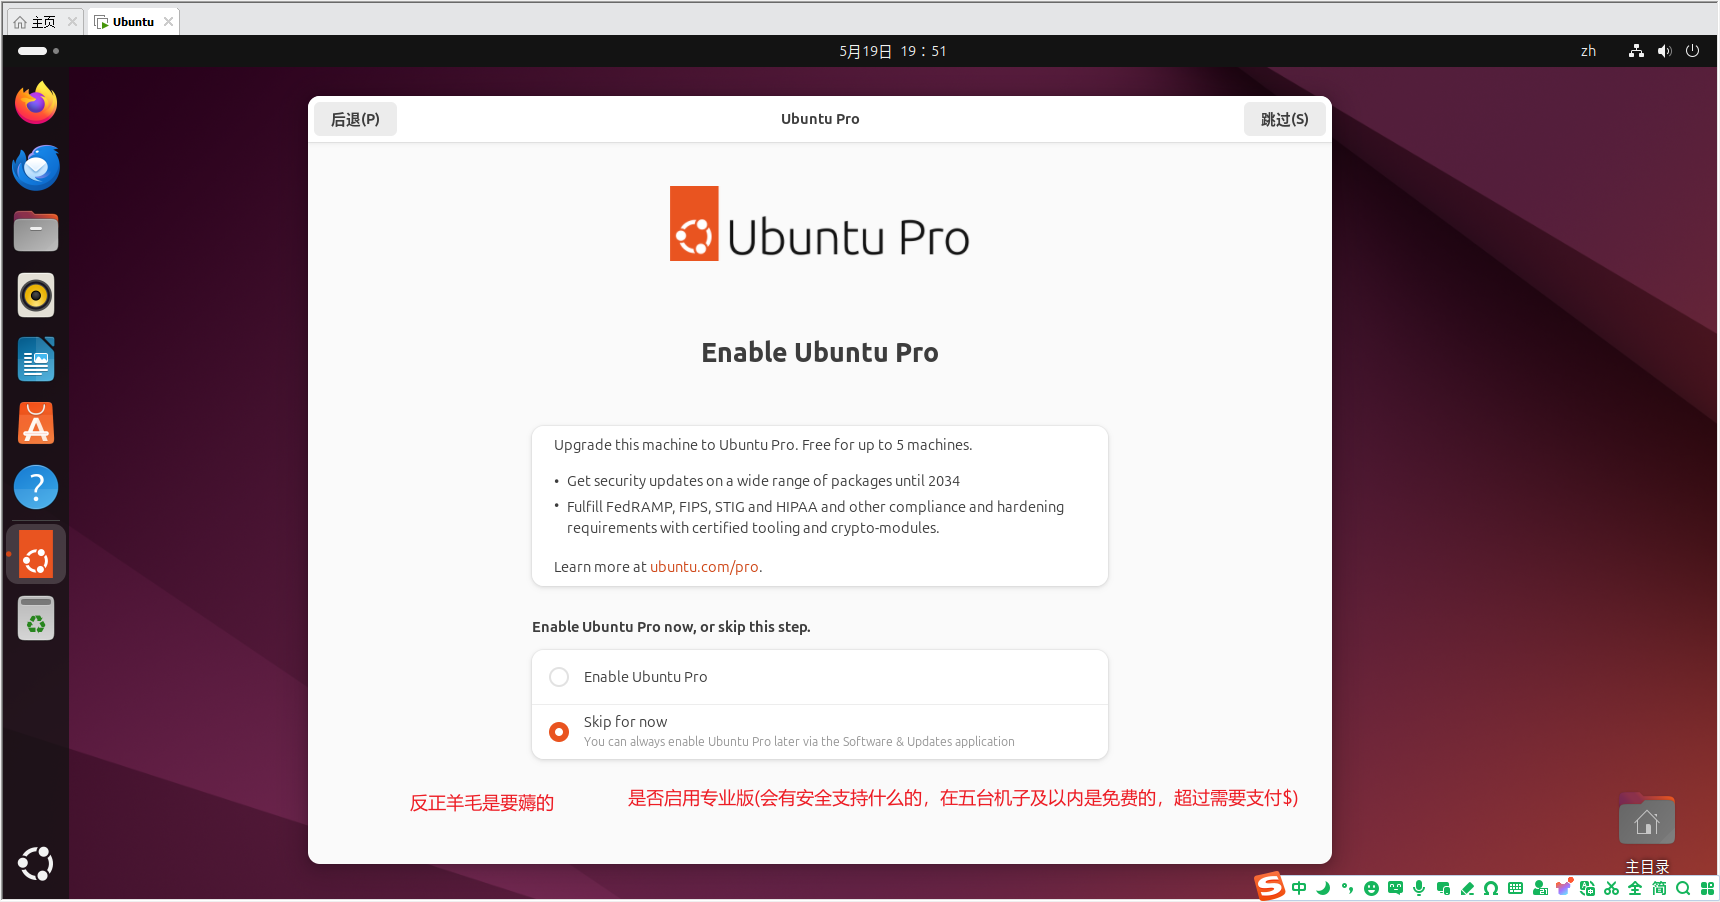 主页
Ubuntu
5月19日 19：51
zh
后退(P)
Ubuntu Pro
跳过(S)
Ubuntu Pro
Enable Ubuntu Pro
Upgrade this machine to Ubuntu Pro. Free for up to 5 machines.
• Get security updates on a wide range of packages until 2034
• Fulfill FedRAMP, FIPS, STIG and HIPAA and other compliance and hardening
requirements with certified tooling and crypto-modules.
Learn more at ubuntu.com/pro.
Enable Ubuntu Pro now, or skip this step.
Enable Ubuntu Pro
Skip for now
You can always enable Ubuntu Pro later via the Software & Updates application
反正羊毛是要薅的
是否启用专业版(会有安全支持什么的，在五台机子及以内是免费的，超过需要支付$)
主目录
中
全
简